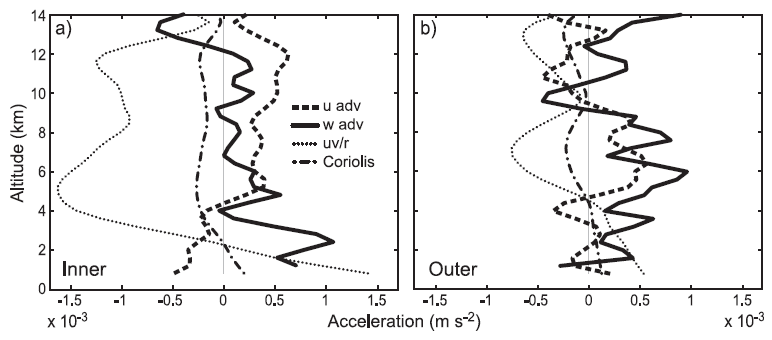 a)
b)
14
12
10
8
6
4
2
0
Altitude (km)
u adv
w adv
uv/r
Coriolis
Inner
Outer
-1.5 -1 -0.5 0 0.5 1 1.5
-1.5 -1 -0.5 0 0.5 1 1.5
x 10-3 Acceleration (m s-2) x 10-3